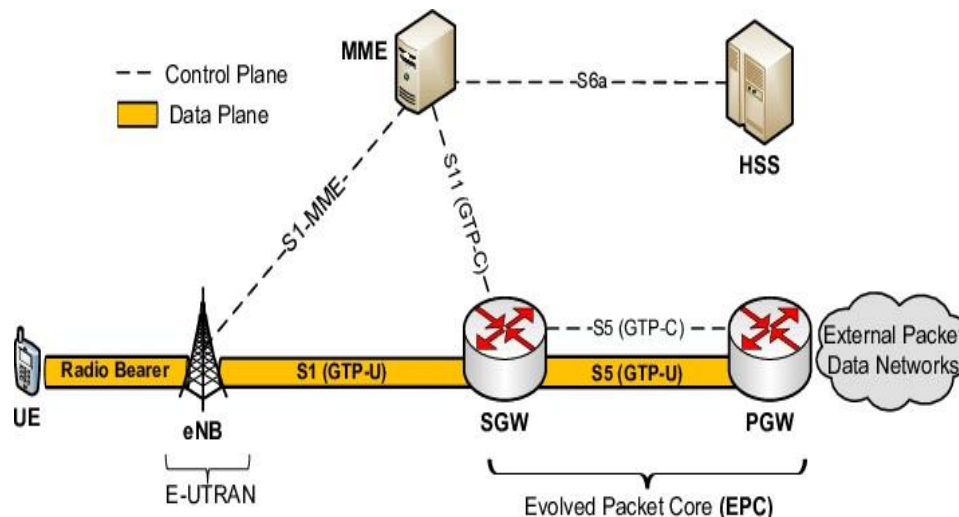 MME
Control Plane
Data Plane
S6a
HSS
S1-MME
S11 (GTP-C)
S5 (GTP-C)
External Packet
Data Networks
Radio Bearer
S1 (GTP-U)
S5 (GTP-U)
UE
eNB
SGW
PGW
E-UTRAN
Evolved Packet Core (EPC)